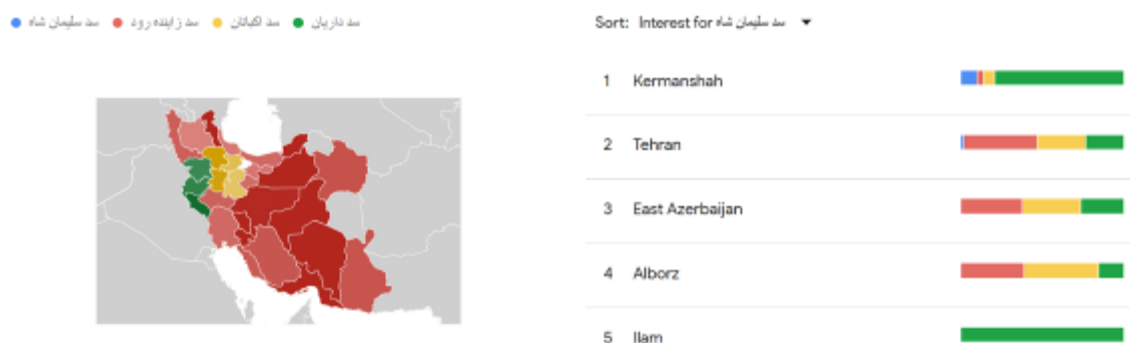 سد سلیمان شاه سد زاینده رود سد اکباتان سد داریان
Sort: Interest for سد سلیمان شاه
1 Kermanshah
2 Tehran
3 East Azerbaijan
4 Alborz
5 Ilam